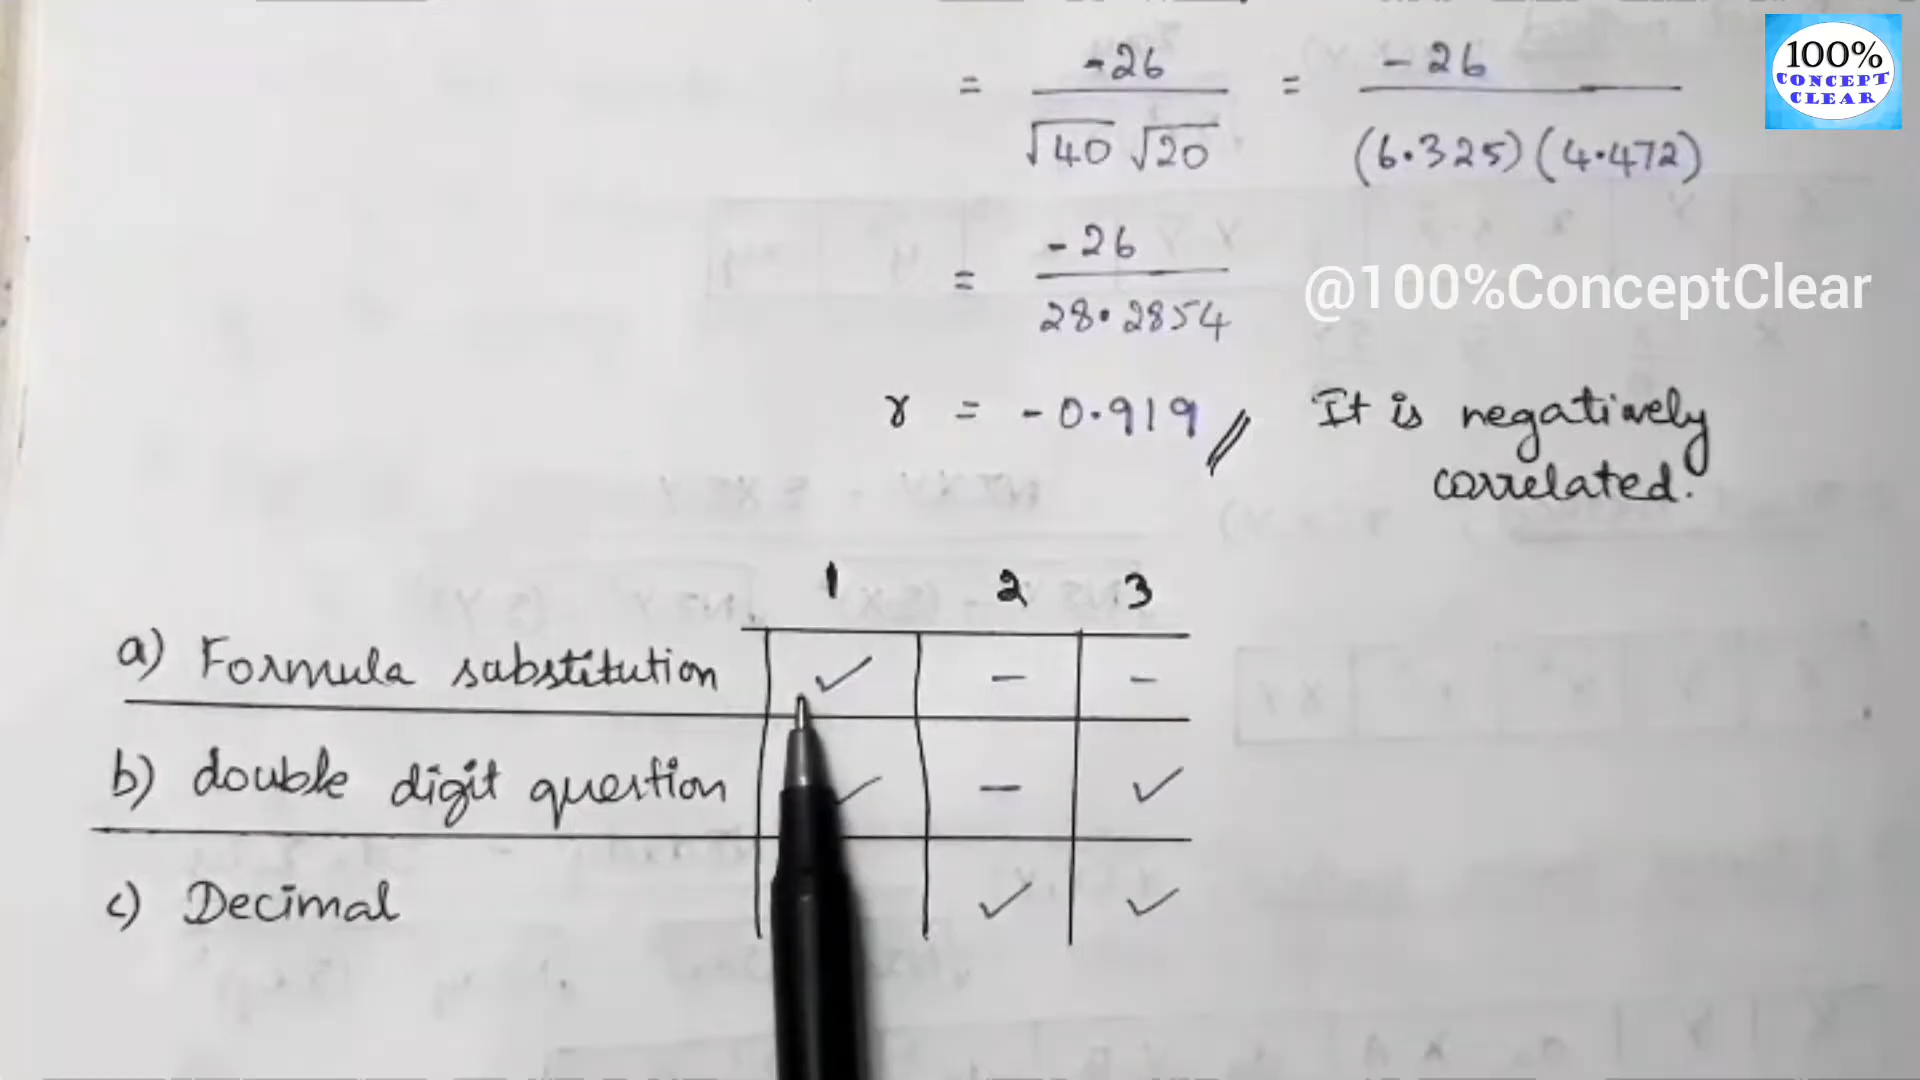 100%
CONCEPT
CLEAR
= -26 / √40 √20 = -26 / (6.325)(4.472)
= -26 / 28.2854
@100%ConceptClear
r = -0.919 // It is negatively
correlated.
1 2 3
a) Formula substitution ✓ - -
b) double digit question ✓ - ✓
c) Decimal ✓ ✓